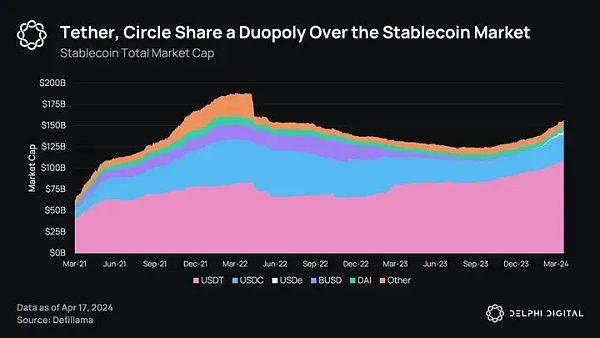 Tether, Circle Share a Duopoly Over the Stablecoin Market
Stablecoin Total Market Cap
$200B
$175B
$150B
$125B
$100B
$75B
$50B
$25B
$0B
Market Cap
Mar-21 Jun-21 Sep-21 Dec-21 Mar-22 Jun-22 Sep-22 Dec-22 Mar-23 Jun-23 Sep-23 Dec-23 Mar-24
USDT USDC USDe BUSD DAI Other
Data as of Apr 17, 2024
Source: Defillama
DELPHI DIGITAL